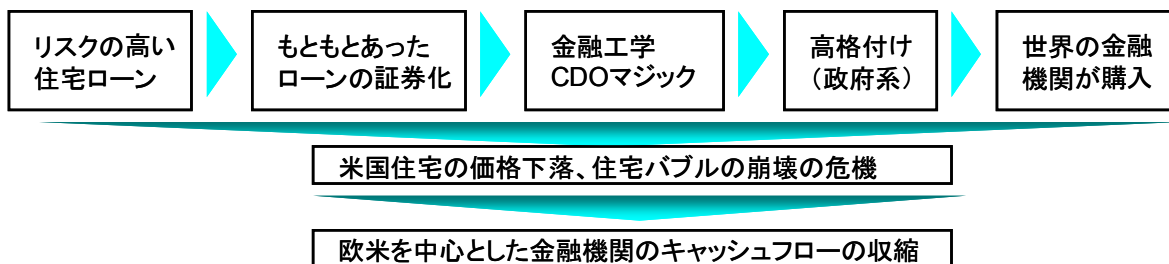 リスクの高い
住宅ローン
もともとあった
ローンの証券化
金融工学
CDOマジック
高格付け
（政府系）
世界の金融
機関が購入
米国住宅の価格下落、住宅バブルの崩壊の危機
欧米を中心とした金融機関のキャッシュフローの収縮